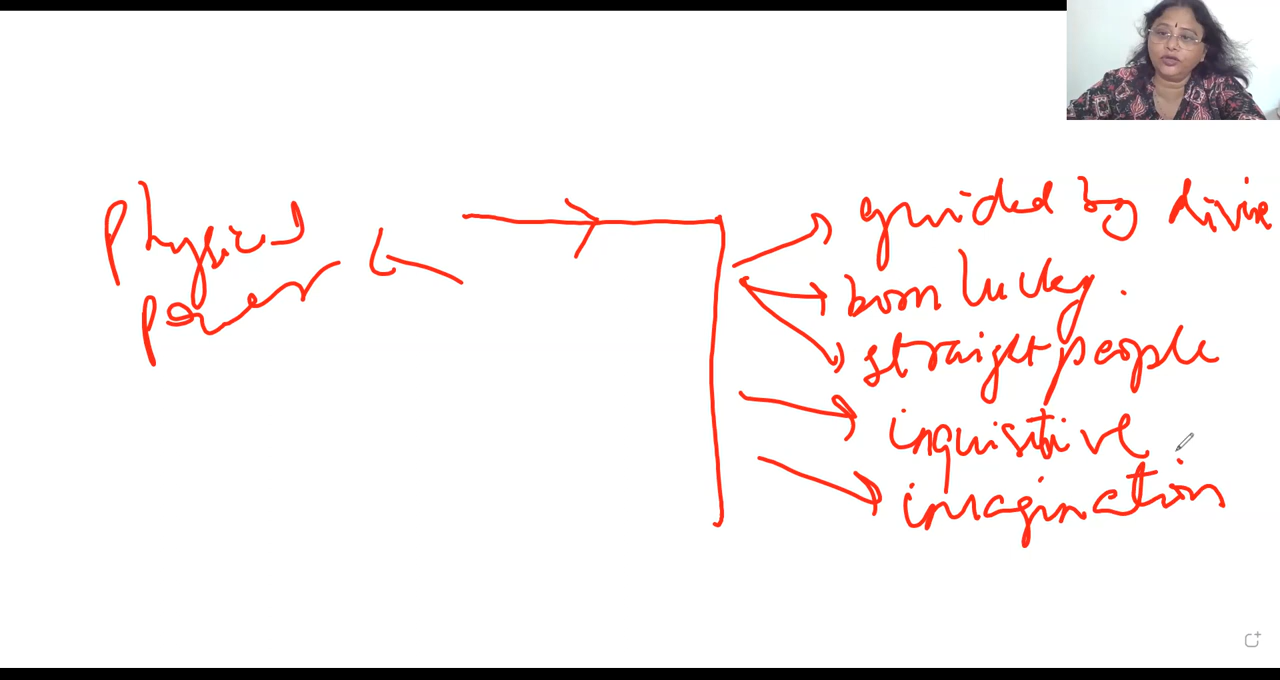 Physical
power
guided by divine
born lucky.
straight people
inquisitive
imagination